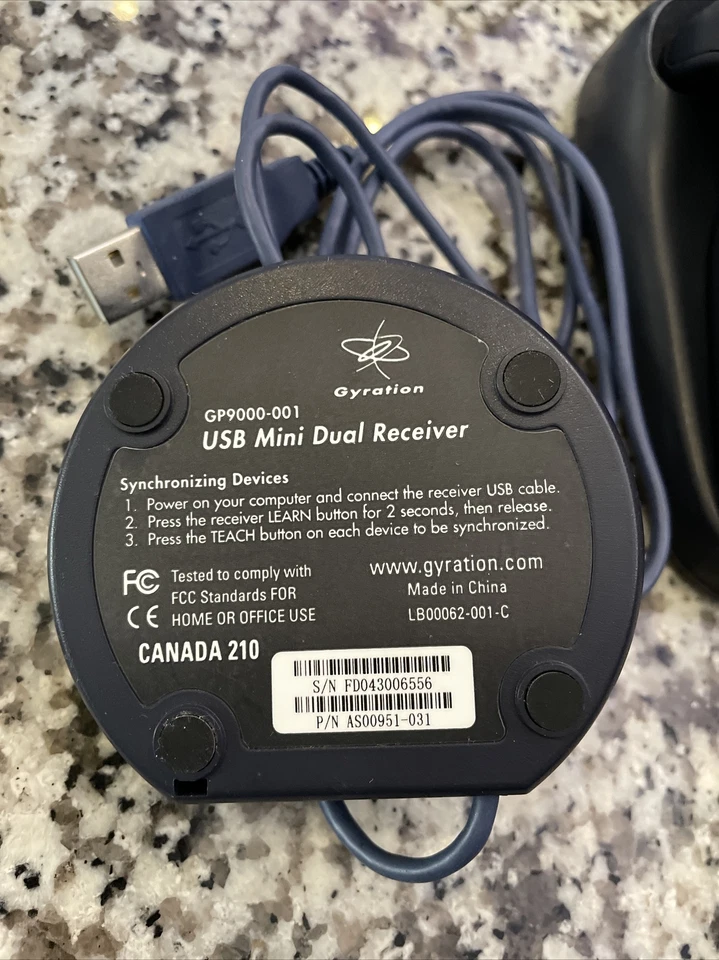 Gyration
GP9000-001
USB Mini Dual Receiver
Synchronizing Devices
1. Power on your computer and connect the receiver USB cable.
2. Press the receiver LEARN button for 2 seconds, then release.
3. Press the TEACH button on each device to be synchronized.
FC Tested to comply with
FCC Standards FOR
CE HOME OR OFFICE USE
CANADA 210
www.gyration.com
Made in China
LB00062-001-C
S/N FD043006556
P/N AS00951-031